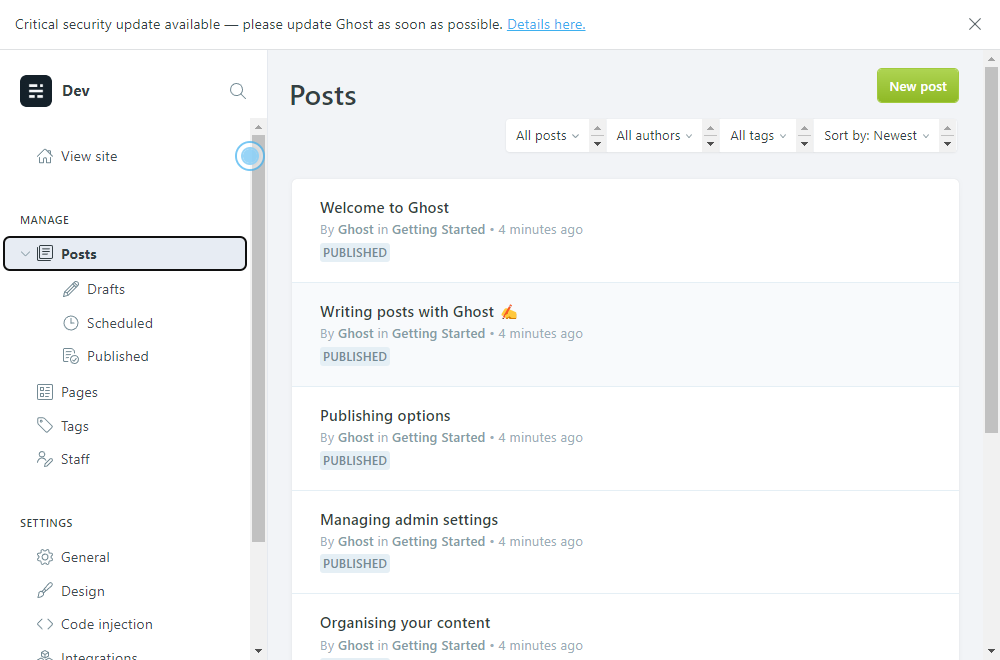 Critical security update available — please update Ghost as soon as possible. Details here.
Dev
View site
MANAGE
Posts
Drafts
Scheduled
Published
Pages
Tags
Staff
SETTINGS
General
Design
Code injection
Integrations
Posts
New post
All posts
All authors
All tags
Sort by: Newest
Welcome to Ghost
By Ghost in Getting Started • 4 minutes ago
PUBLISHED
Writing posts with Ghost ✍️
By Ghost in Getting Started • 4 minutes ago
PUBLISHED
Publishing options
By Ghost in Getting Started • 4 minutes ago
PUBLISHED
Managing admin settings
By Ghost in Getting Started • 4 minutes ago
PUBLISHED
Organising your content
By Ghost in Getting Started • 4 minutes ago